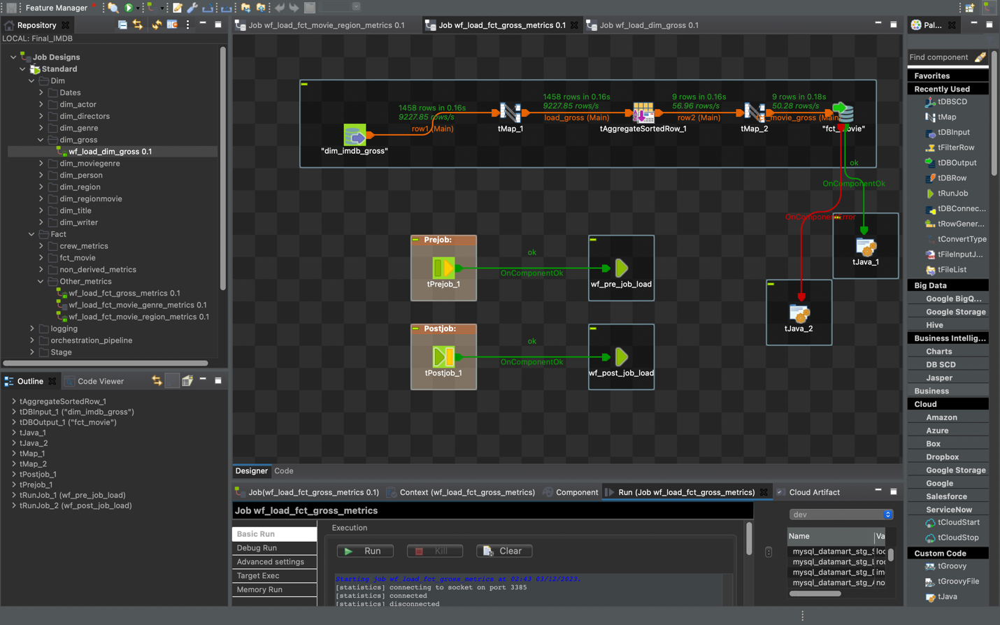 Feature Manager
Repository
LOCAL: Final_IMDB
Job Designs
Standard
Dim
Dates
dim_actor
dim_directors
dim_genre
dim_gross
wf_load_dim_gross 0.1
dim_moviegenre
dim_person
dim_region
dim_regionmovie
dim_title
dim_writer
Fact
crew_metrics
fct_movie
non_derived_metrics
Other_metrics
wf_load_fct_gross_metrics 0.1
wf_load_fct_movie_genre_metrics 0.1
wf_load_fct_movie_region_metrics 0.1
logging
orchestration_pipeline
Stage
Outline
Code Viewer
tAggregateSortedRow_1
tDBInput_1 ("dim_imdb_gross")
tDBOutput_1 ("fct_movie")
tJava_1
tJava_2
tMap_1
tMap_2
tPostjob_1
tPrejob_1
tRunJob_1 (wf_pre_job_load)
tRunJob_2 (wf_post_job_load)
Job wf_load_fct_movie_region_metrics 0.1
Job wf_load_fct_gross_metrics 0.1
Job wf_load_dim_gross 0.1
1458 rows in 0.16s
9227.85 rows/s
row1 (Main)
"dim_imdb_gross"
tMap_1
1458 rows in 0.16s
9227.85 rows/s
load_gross (Main)
tAggregateSortedRow_1
9 rows in 0.16s
56.96 rows/s
row2 (Main)
tMap_2
9 rows in 0.18s
50.28 rows/s
ok
OnComponentOk
tJava_1
tJava_2
Prejob:
tPrejob_1
ok
OnComponentOk
wf_pre_job_load
Postjob:
tPostjob_1
ok
OnComponentOk
wf_post_job_load
Designer
Code
Job(wf_load_fct_gross_metrics 0.1)
Context (wf_load_fct_gross_metrics)
Component
Run (Job wf_load_fct_gross_metrics)
Cloud Artifact
Job wf_load_fct_gross_metrics
Basic Run
Debug Run
Advanced settings
Target Exec
Memory Run
Execution
Run
Kill
Clear
Starting job wf_load_fct_gross_metrics at 02:43 03/12/2023.
[statistics] connecting to socket on port 3385
[statistics] connected
[statistics] disconnected
dev
Name
Va
mysql_datamart_stg_
mysql_datamart_stg_
mysql_datamart_stg_
mysql_datamart_stg_
Pal...
Find component
Favorites
Recently Used
tDBSCD
tMap
tDBInput
tFilterRow
tDBOutput
tDBRow
tRunJob
tDBConnec...
tRowGener...
tConvertType
tFileInputJ...
tFileList
Big Data
Google BigQ...
Google Storage
Hive
Business Intellig...
Charts
DB SCD
Jasper
Business
Cloud
Amazon
Azure
Box
Dropbox
Google Storage
Google
Salesforce
ServiceNow
tCloudStart
tCloudStop
Custom Code
tGroovy
tGroovyFile
tJava